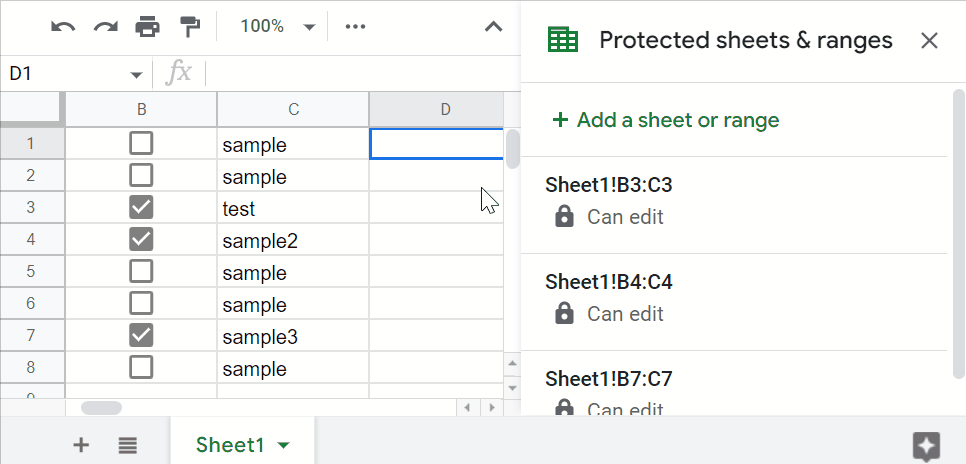 100%
D1
fx
B C D
1 sample
2 sample
3 test
4 sample2
5 sample
6 sample
7 sample3
8 sample
9
Sheet1
Protected sheets & ranges
+ Add a sheet or range
Sheet1!B3:C3
Can edit
Sheet1!B4:C4
Can edit
Sheet1!B7:C7
Can edit